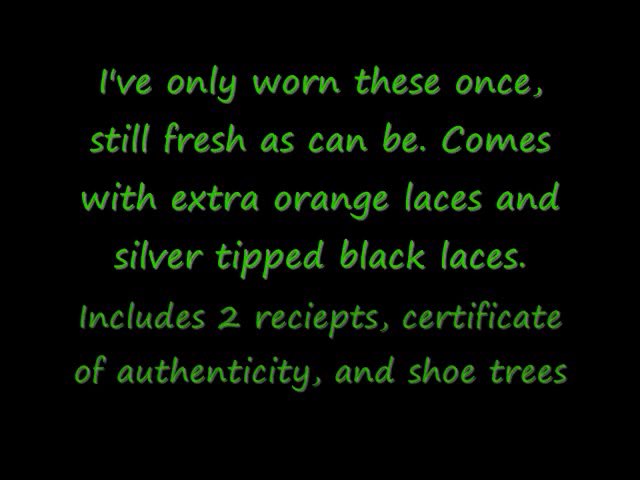 I've only worn these once,
still fresh as can be. Comes
with extra orange laces and
silver tipped black laces.
Includes 2 reciepts, certificate
of authenticity, and shoe trees